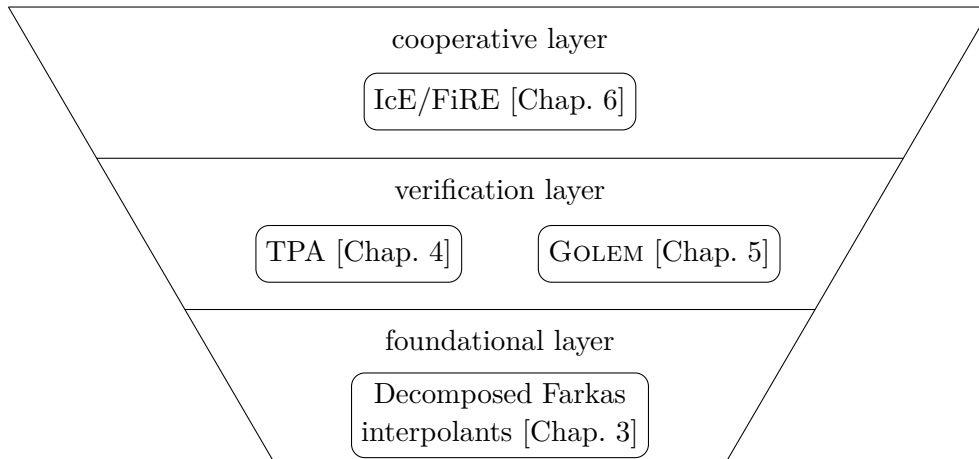 cooperative layer
IcE/FiRE [Chap. 6]
verification layer
TPA [Chap. 4]
GOLEM [Chap. 5]
foundational layer
Decomposed Farkas
interpolants [Chap. 3]